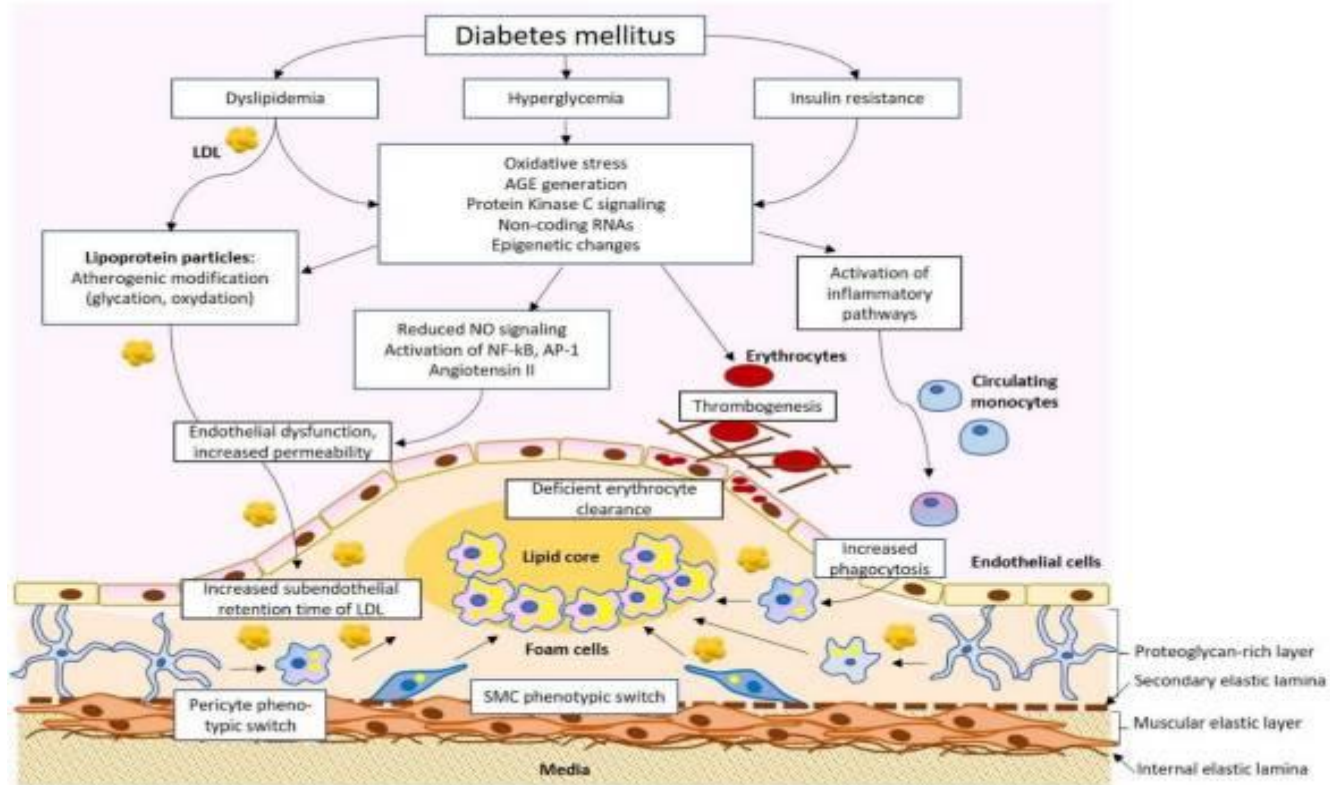 Diabetes mellitus
Dyslipidemia
Hyperglycemia
Insulin resistance
LDL
Oxidative stress
AGE generation
Protein Kinase C signaling
Non-coding RNAs
Epigenetic changes
Lipoprotein particles:
Atherogenic modification
(glycation, oxydation)
Activation of
inflammatory
pathways
Reduced NO signaling
Activation of NF-kB, AP-1
Angiotensin II
Erythrocytes
Circulating
monocytes
Thrombogenesis
Endothelial dysfunction,
increased permeability
Deficient erythrocyte
clearance
Lipid core
Increased
phagocytosis
Endothelial cells
Increased subendothelial
retention time of LDL
Foam cells
Proteoglycan-rich layer
Secondary elastic lamina
Pericyte pheno-
typic switch
SMC phenotypic switch
Muscular elastic layer
Media
Internal elastic lamina